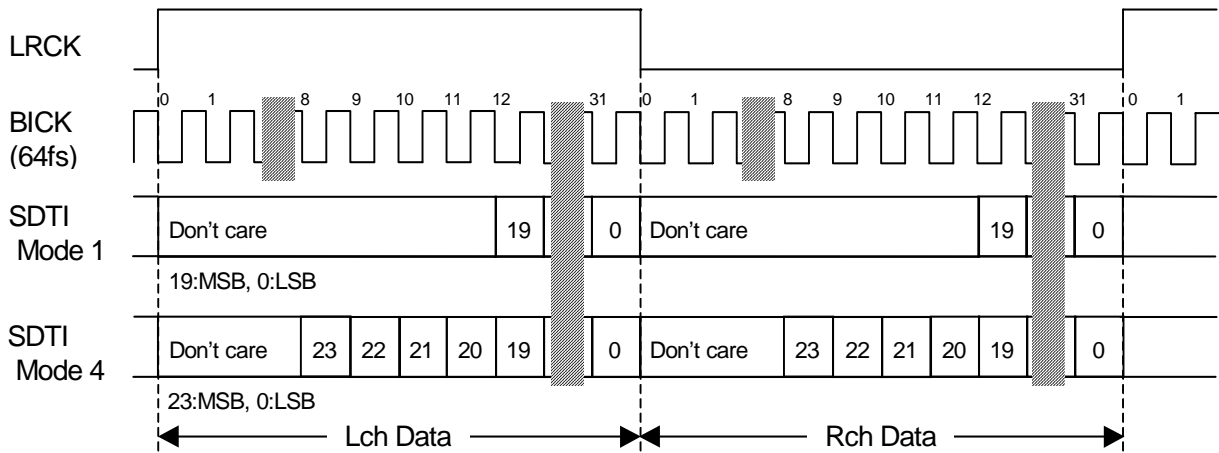 LRCK
0 1 8 9 10 11 12 31 0 1 8 9 10 11 12 31 0 1
BICK
(64fs)
SDTI
Mode 1
Don't care 19 0 Don't care 19 0
19:MSB, 0:LSB
SDTI
Mode 4
Don't care 23 22 21 20 19 0 Don't care 23 22 21 20 19 0
23:MSB, 0:LSB
Lch Data Rch Data